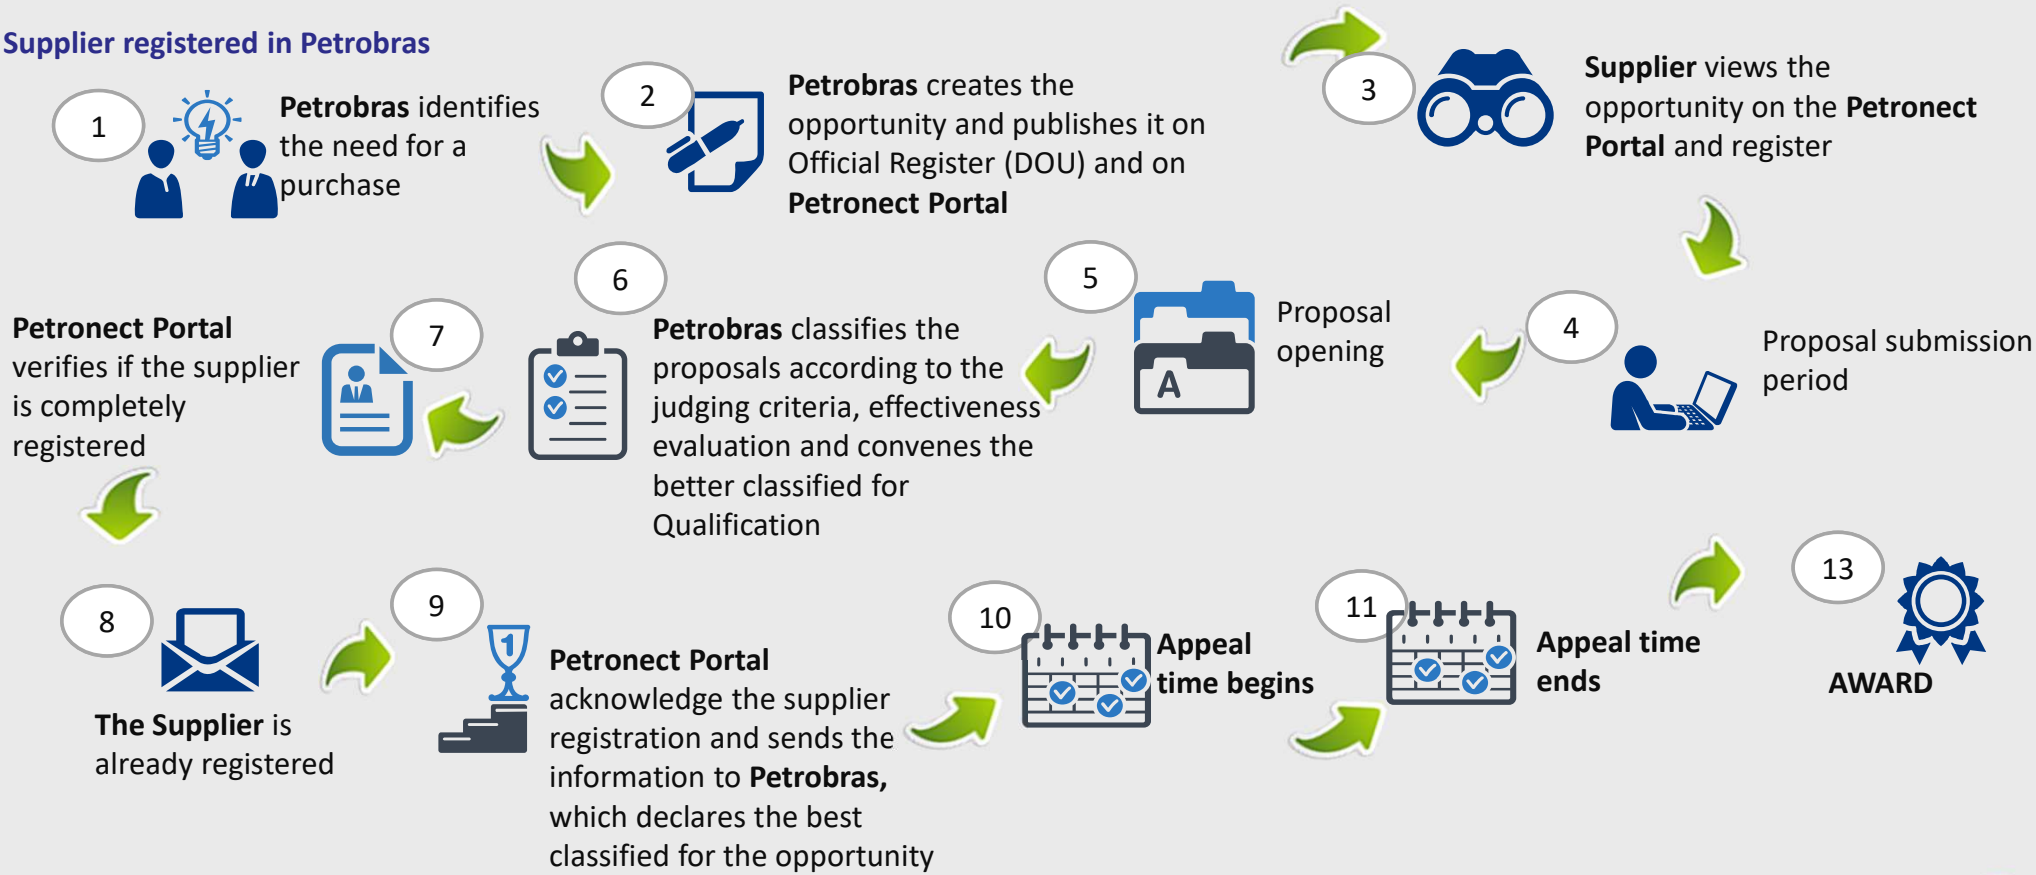 Supplier registered in Petrobras
1
Petrobras identifies
the need for a
purchase
2
Petrobras creates the
opportunity and publishes it on
Official Register (DOU) and on
Petronect Portal
3
Supplier views the
opportunity on the Petronect
Portal and register
4
Proposal submission
period
5
A
Proposal
opening
6
Petrobras classifies the
proposals according to the
judging criteria, effectiveness
evaluation and convenes the
better classified for
Qualification
7
Petronect Portal
verifies if the supplier
is completely
registered
8
The Supplier is
already registered
9
1
Petronect Portal
acknowledge the supplier
registration and sends the
information to Petrobras,
which declares the best
classified for the opportunity
10
Appeal
time begins
11
Appeal time
ends
13
AWARD